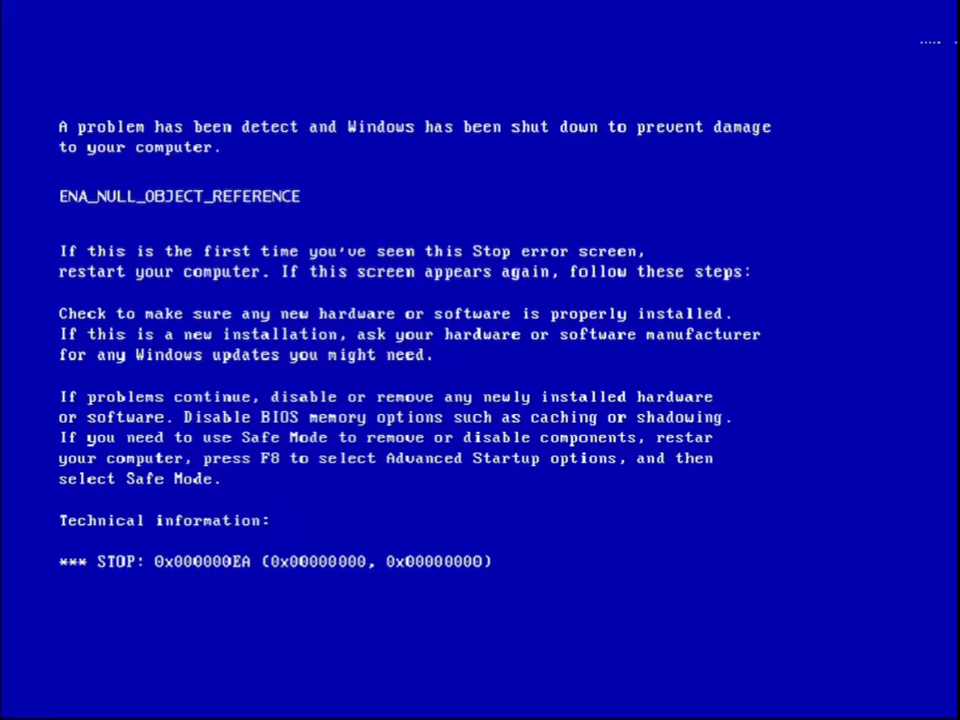 A problem has been detect and Windows has been shut down to prevent damage
to your computer.
ENA_NULL_OBJECT_REFERENCE
If this is the first time you've seen this Stop error screen,
restart your computer. If this screen appears again, follow these steps:
Check to make sure any new hardware or software is properly installed.
If this is a new installation, ask your hardware or software manufacturer
for any Windows updates you might need.
If problems continue, disable or remove any newly installed hardware
or software. Disable BIOS memory options such as caching or shadowing.
If you need to use Safe Mode to remove or disable components, restar
your computer, press F8 to select Advanced Startup options, and then
select Safe Mode.
Technical information:
*** STOP: 0x000000EA (0x00000000, 0x00000000)